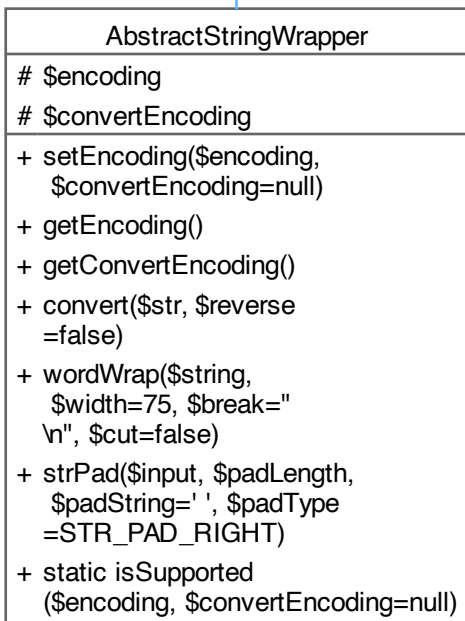 AbstractStringWrapper
# $encoding
# $convertEncoding
+ setEncoding($encoding,
$convertEncoding=null)
+ getEncoding()
+ getConvertEncoding()
+ convert($str, $reverse
=false)
+ wordWrap($string,
$width=75, $break="
\n", $cut=false)
+ strPad($input, $padLength,
$padString=' ', $padType
=STR_PAD_RIGHT)
+ static isSupported
($encoding, $convertEncoding=null)